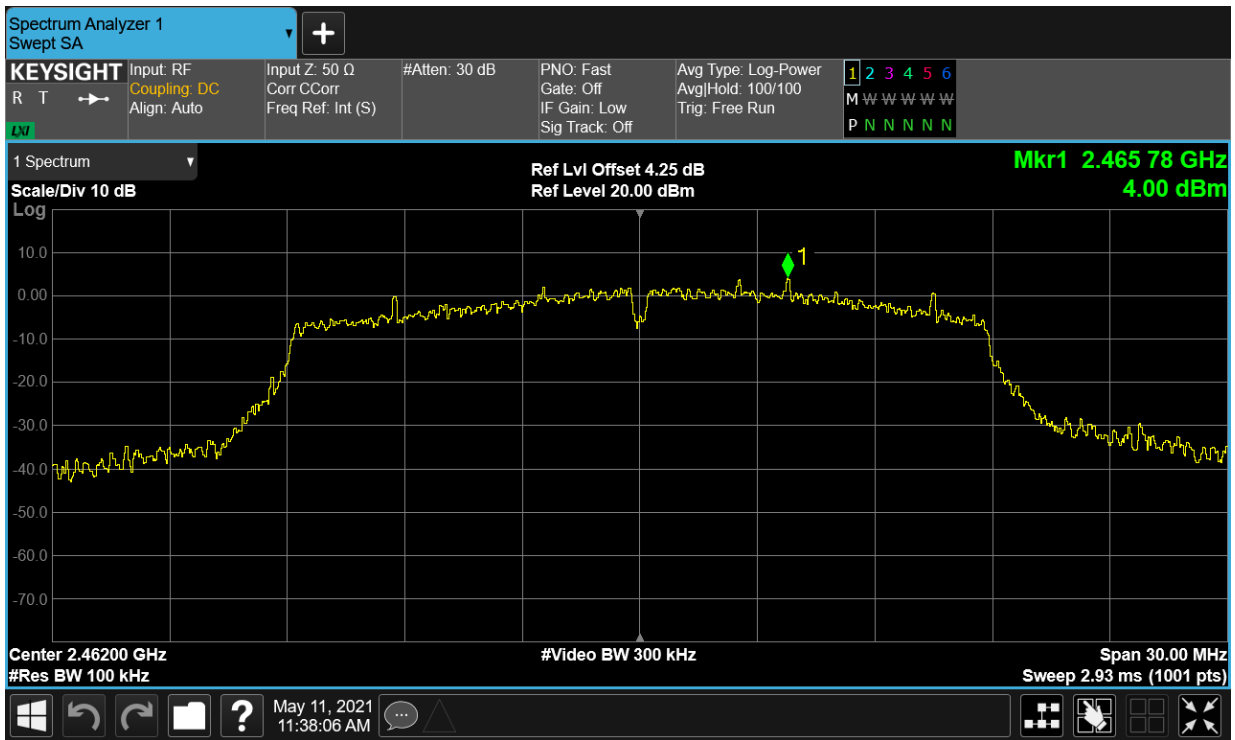 Spectrum Analyzer 1
Swept SA
KEYSIGHT
R T
LXI
Input: RF
Coupling: DC
Align: Auto
Input Z: 50 Ω
Corr CCorr
Freq Ref: Int (S)
#Atten: 30 dB
PNO: Fast
Gate: Off
IF Gain: Low
Sig Track: Off
Avg Type: Log-Power
Avg|Hold: 100/100
Trig: Free Run
1 2 3 4 5 6
M W W W W W
P N N N N N
1 Spectrum
Scale/Div 10 dB
Log
Ref Lvl Offset 4.25 dB
Ref Level 20.00 dBm
Mkr1 2.465 78 GHz
4.00 dBm
1
10.0
0.00
-10.0
-20.0
-30.0
-40.0
-50.0
-60.0
-70.0
Center 2.46200 GHz
#Res BW 100 kHz
#Video BW 300 kHz
Span 30.00 MHz
Sweep 2.93 ms (1001 pts)
?
May 11, 2021
11:38:06 AM